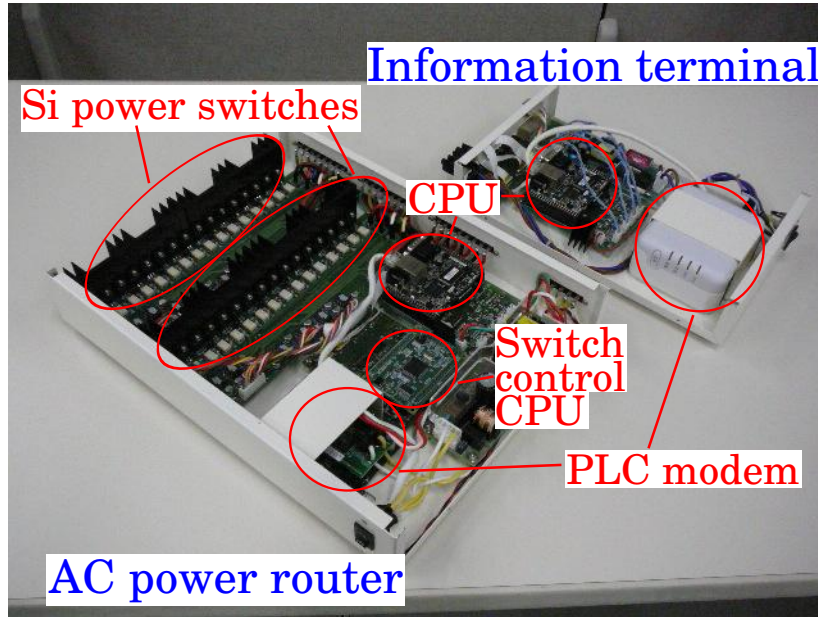 Information terminal
Si power switches
CPU
Switch
control
CPU
PLC modem
AC power router